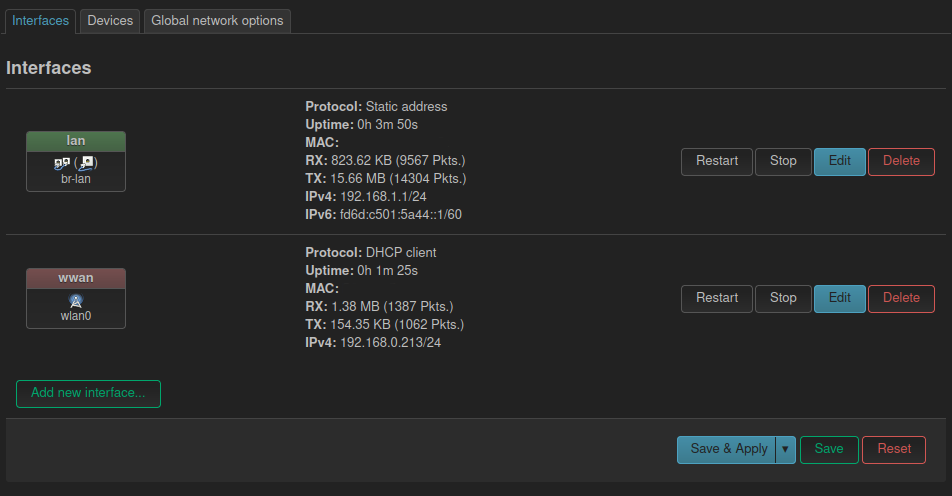 Interfaces Devices Global network options
Interfaces
lan
( )
br-lan
Protocol: Static address
Uptime: 0h 3m 50s
MAC:
RX: 823.62 KB (9567 Pkts.)
TX: 15.66 MB (14304 Pkts.)
IPv4: 192.168.1.1/24
IPv6: fd6d:c501:5a44::1/60
Restart Stop Edit Delete
wwan
wlan0
Protocol: DHCP client
Uptime: 0h 1m 25s
MAC:
RX: 1.38 MB (1387 Pkts.)
TX: 154.35 KB (1062 Pkts.)
IPv4: 192.168.0.213/24
Restart Stop Edit Delete
Add new interface...
Save & Apply ▾ Save Reset